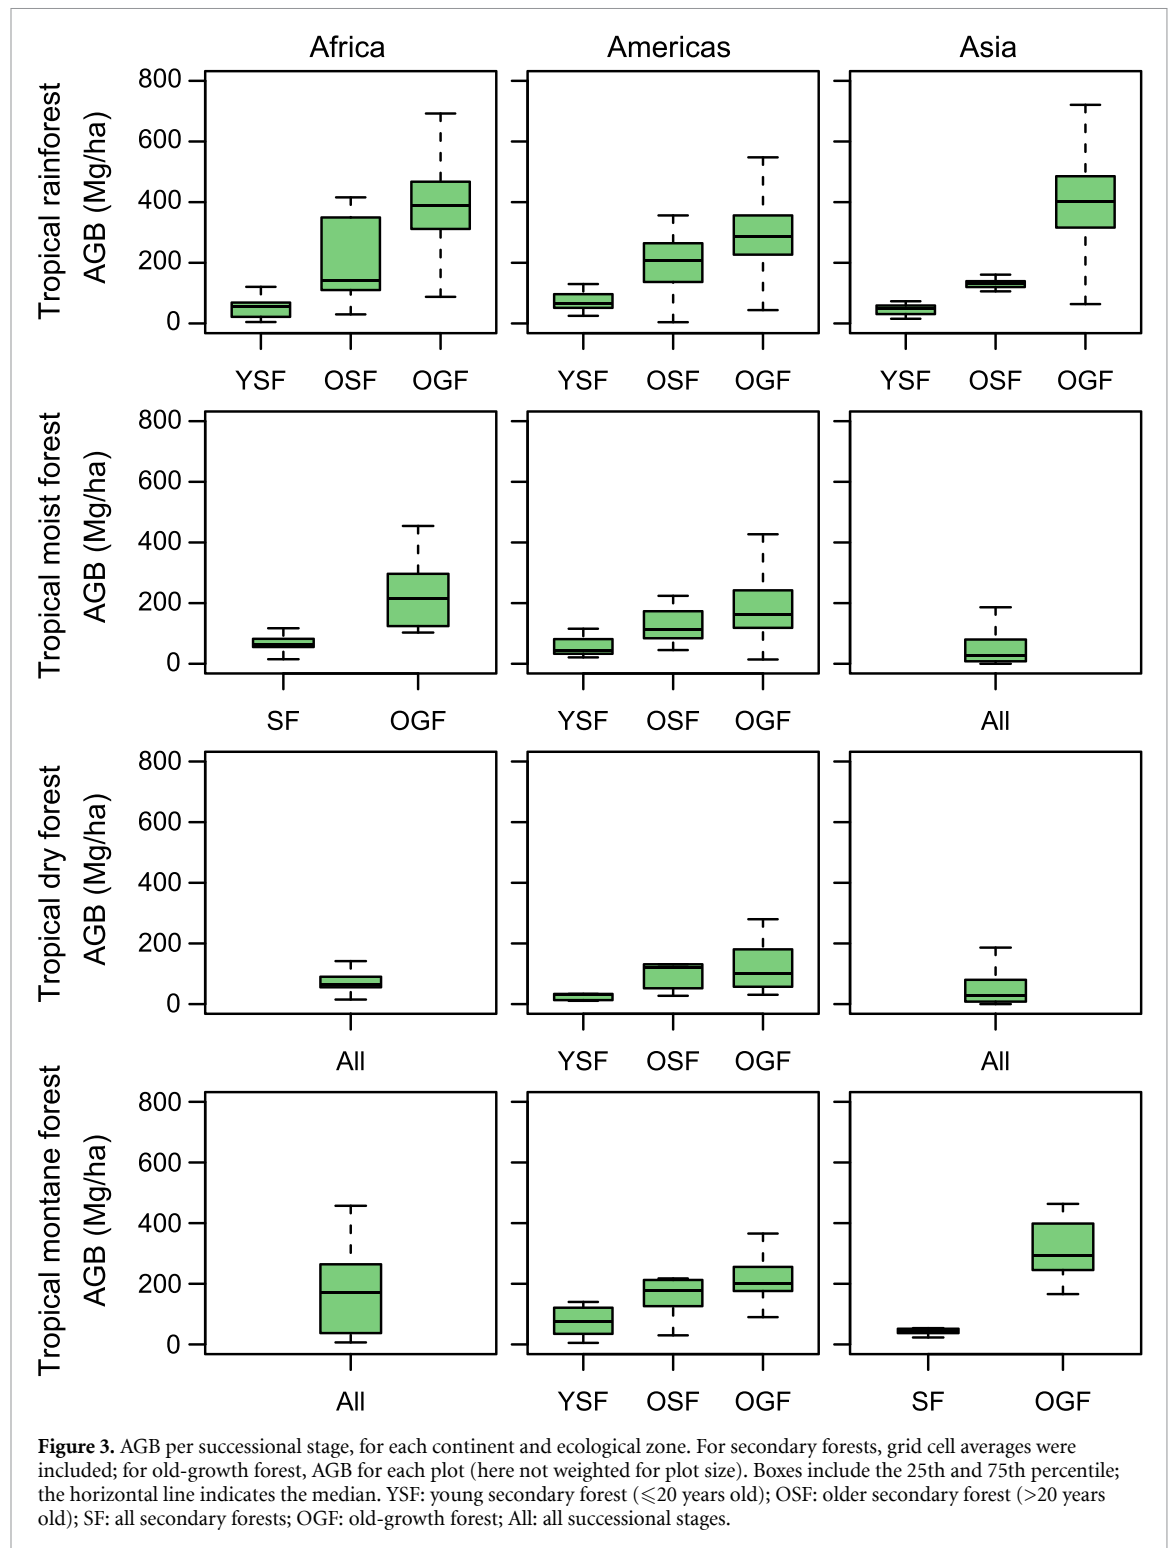 Africa Americas Asia
Tropical rainforest
AGB (Mg/ha)
800
600
400
200
0
YSF OSF OGF YSF OSF OGF YSF OSF OGF
Tropical moist forest
AGB (Mg/ha)
800
600
400
200
0
SF OGF YSF OSF OGF All
Tropical dry forest
AGB (Mg/ha)
800
600
400
200
0
All YSF OSF OGF All
Tropical montane forest
AGB (Mg/ha)
800
600
400
200
0
All YSF OSF OGF SF OGF
Figure 3. AGB per successional stage, for each continent and ecological zone. For secondary forests, grid cell averages were
included; for old-growth forest, AGB for each plot (here not weighted for plot size). Boxes include the 25th and 75th percentile;
the horizontal line indicates the median. YSF: young secondary forest (⩽20 years old); OSF: older secondary forest (>20 years
old); SF: all secondary forests; OGF: old-growth forest; All: all successional stages.